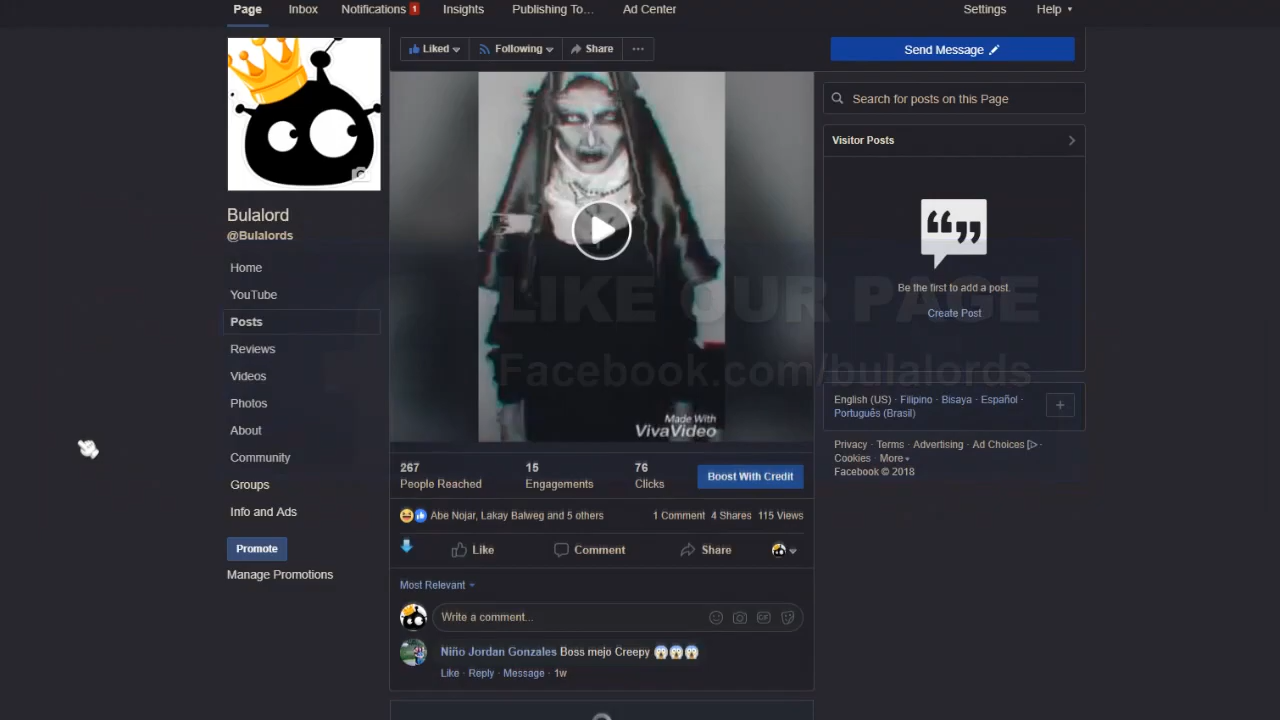 Page Inbox Notifications 1 Insights Publishing To... Ad Center Settings Help
Liked Following Share ... Send Message
Search for posts on this Page
Visitor Posts
Bulalord
@Bulalords
Home
YouTube
Posts
Reviews
Videos
Photos
About
Community
Groups
Info and Ads
Promote
Manage Promotions
Made With
VivaVideo
LIKE OUR PAGE
Facebook.com/bulalords
267 15 76
People Reached Engagements Clicks Boost With Credit
Abe Nojar, Lakay Balweg and 5 others 1 Comment 4 Shares 115 Views
Like Comment Share
Most Relevant
Write a comment...
GIF
Niño Jordan Gonzales Boss mejo Creepy 😱😱😱
Like · Reply · Message · 1w
Be the first to add a post.
Create Post
English (US) · Filipino · Bisaya · Español ·
Português (Brasil)
Privacy · Terms · Advertising · Ad Choices ·
Cookies · More
Facebook © 2018